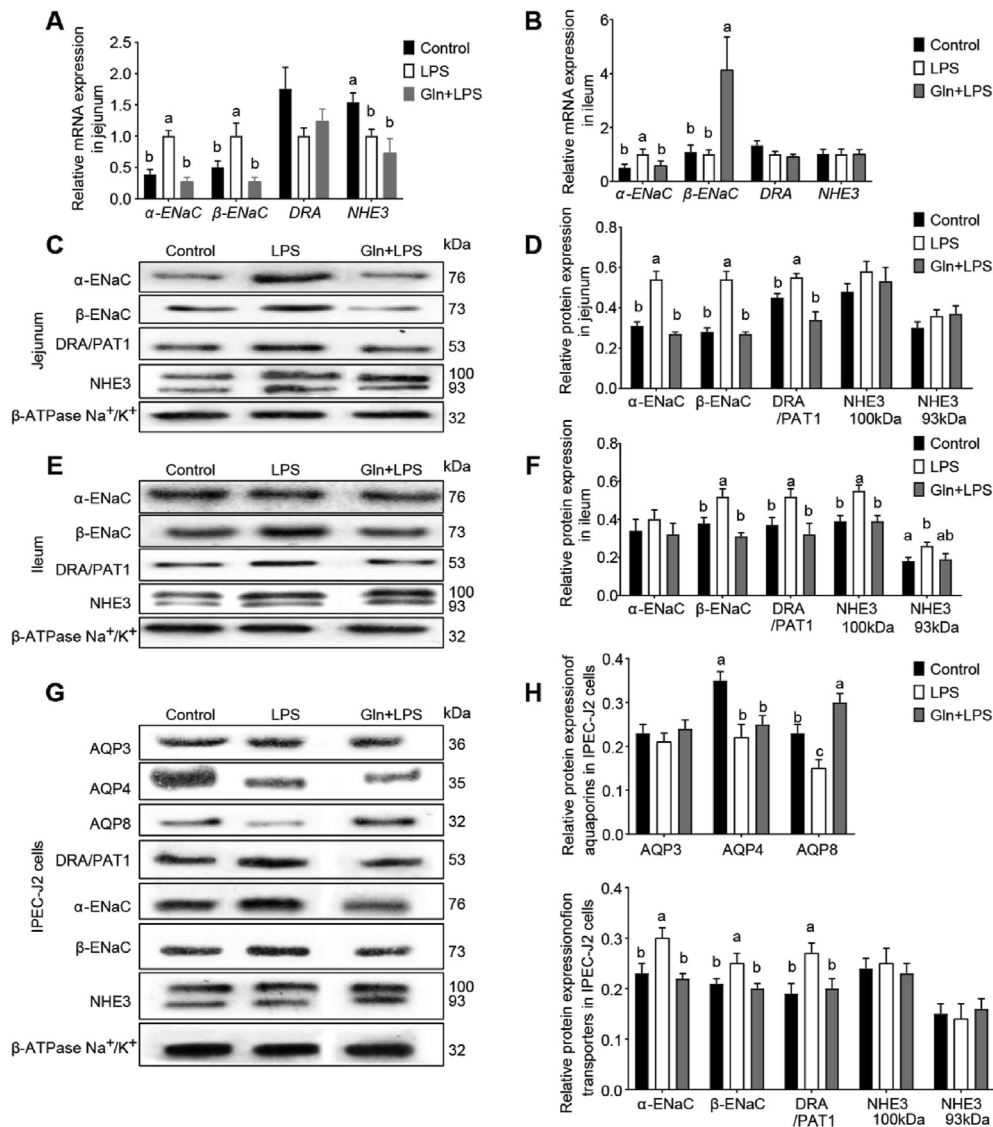 A
Relative mRNA expression
in jejunum
2.5
2.0
1.5
1.0
0.5
0.0
b a b
b a b
a b b
α-ENaC β-ENaC DRA NHE3
Control
LPS
Gln+LPS
B
Relative mRNA expression
in ileum
6
4
2
0
b a b
b b a
α-ENaC β-ENaC DRA NHE3
Control
LPS
Gln+LPS
C
Control LPS Gln+LPS kDa
Jejunum
α-ENaC 76
β-ENaC 73
DRA/PAT1 53
NHE3 100
93
β-ATPase Na⁺/K⁺ 32
D
Relative protein expression
in jejunum
0.8
0.6
0.4
0.2
0.0
b a b
b a b
b a b
α-ENaC β-ENaC DRA NHE3 NHE3
/PAT1 100kDa 93kDa
Control
LPS
Gln+LPS
E
Control LPS Gln+LPS kDa
Ileum
α-ENaC 76
β-ENaC 73
DRA/PAT1 53
NHE3 100
93
β-ATPase Na⁺/K⁺ 32
F
Relative protein expression
in ileum
0.8
0.6
0.4
0.2
0.0
b a b
b a b
b a b
a b ab
α-ENaC β-ENaC DRA NHE3 NHE3
/PAT1 100kDa 93kDa
Control
LPS
Gln+LPS
G
Control LPS Gln+LPS kDa
IPEC-J2 cells
AQP3 36
AQP4 35
AQP8 32
DRA/PAT1 53
α-ENaC 76
β-ENaC 73
NHE3 100
93
β-ATPase Na⁺/K⁺ 32
H
Relative protein expressionof
aquaporins in IPEC-J2 cells
0.4
0.3
0.2
0.1
0.0
a b b
b c a
AQP3 AQP4 AQP8
Control
LPS
Gln+LPS
Relative protein expressionofion
transporters in IPEC-J2 cells
0.4
0.3
0.2
0.1
0.0
b a b
b a b
b a b
α-ENaC β-ENaC DRA NHE3 NHE3
/PAT1 100kDa 93kDa